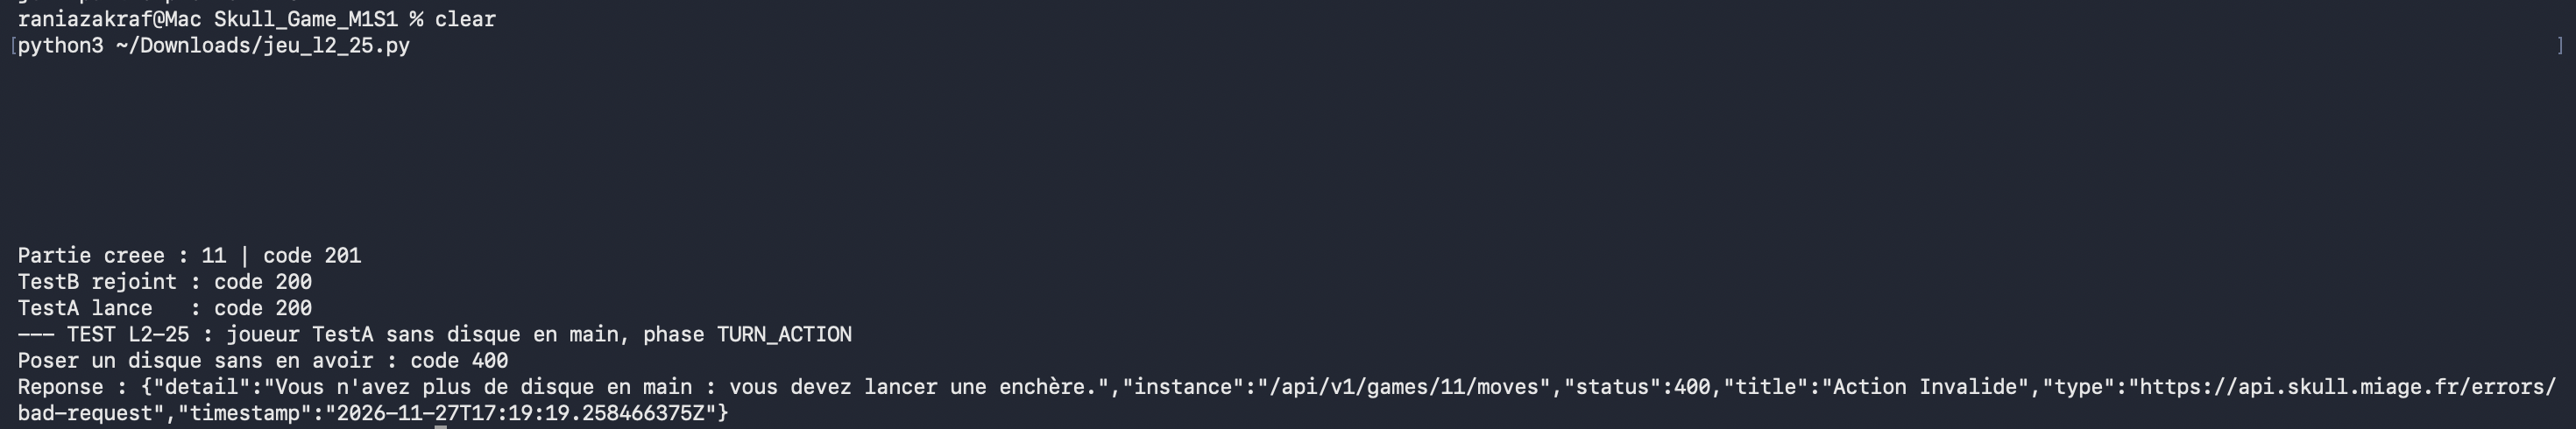 raniazakraf@Mac Skull_Game_M1S1 % clear
[python3 ~/Downloads/jeu_l2_25.py ]
Partie creee : 11 | code 201
TestB rejoint : code 200
TestA lance   : code 200
--- TEST L2-25 : joueur TestA sans disque en main, phase TURN_ACTION
Poser un disque sans en avoir : code 400
Reponse : {"detail":"Vous n'avez plus de disque en main : vous devez lancer une enchère.","instance":"/api/v1/games/11/moves","status":400,"title":"Action Invalide","type":"https://api.skull.miage.fr/errors/
bad-request","timestamp":"2026-11-27T17:19:19.258466375Z"}